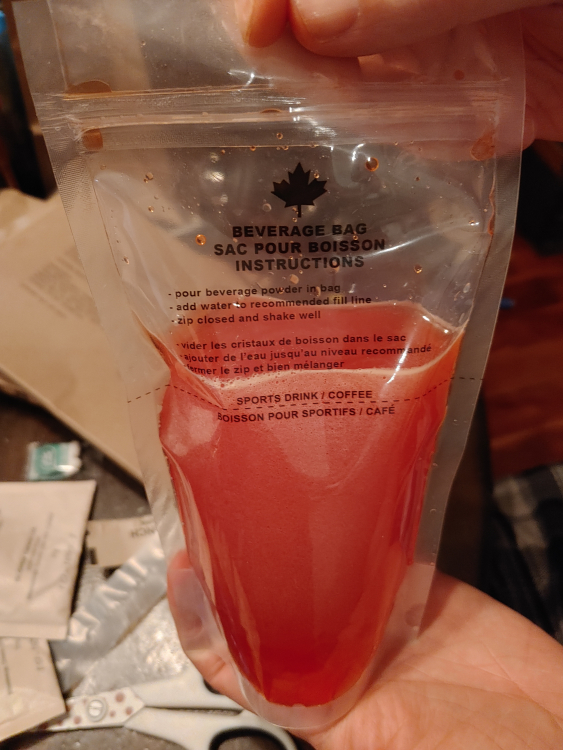 BEVERAGE BAG
SAC POUR BOISSON
INSTRUCTIONS
- pour beverage powder in bag
- add water to recommended fill line
- zip closed and shake well
- vider les cristaux de boisson dans le sac
ajouter de l'eau jusqu'au niveau recommandé
fermer le zip et bien mélanger
SPORTS DRINK / COFFEE
BOISSON POUR SPORTIFS / CAFÉ